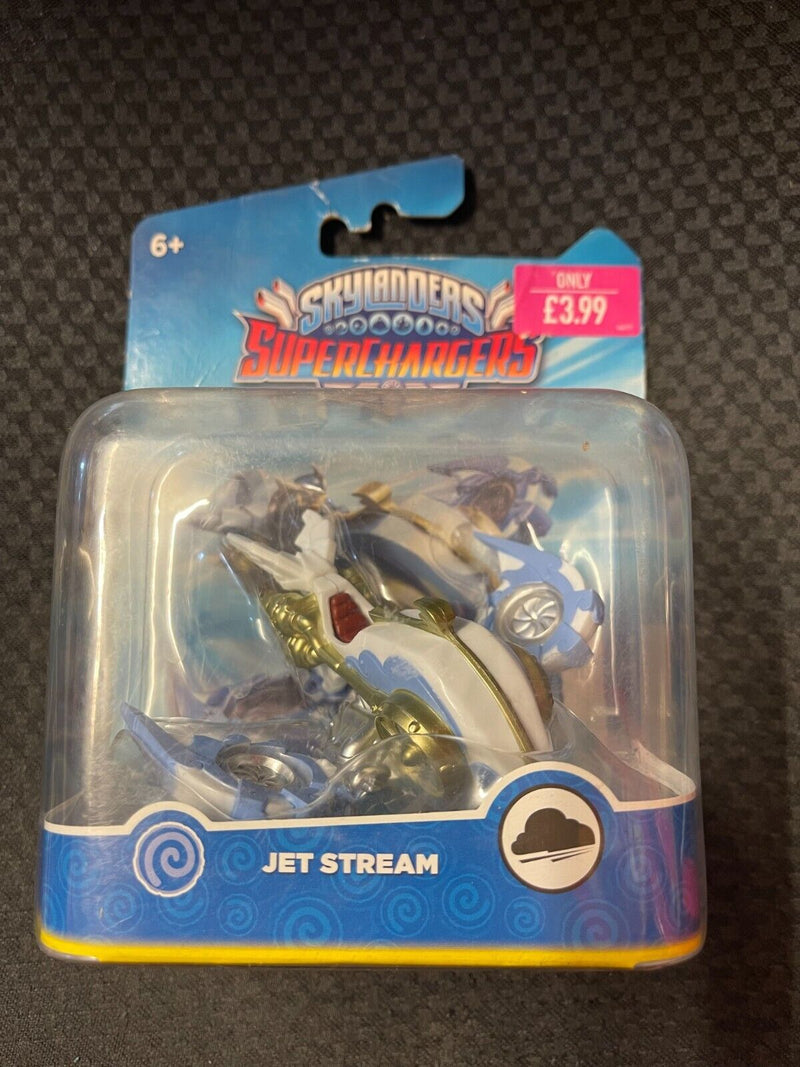 6+
SKYLANDERS
SUPERCHARGERS
ONLY
£3.99
JET STREAM